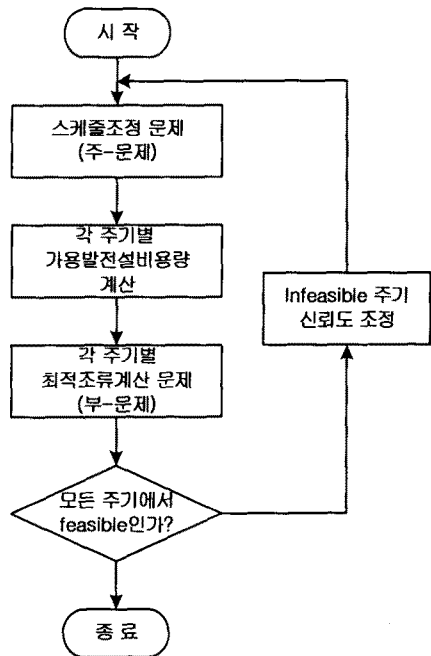 시 작
스케줄조정 문제
(주-문제)
각 주기별
가용발전설비용량
계산
각 주기별
최적조류계산 문제
(부-문제)
모든 주기에서
feasible인가?
Infeasible 주기
신뢰도 조정
종 료